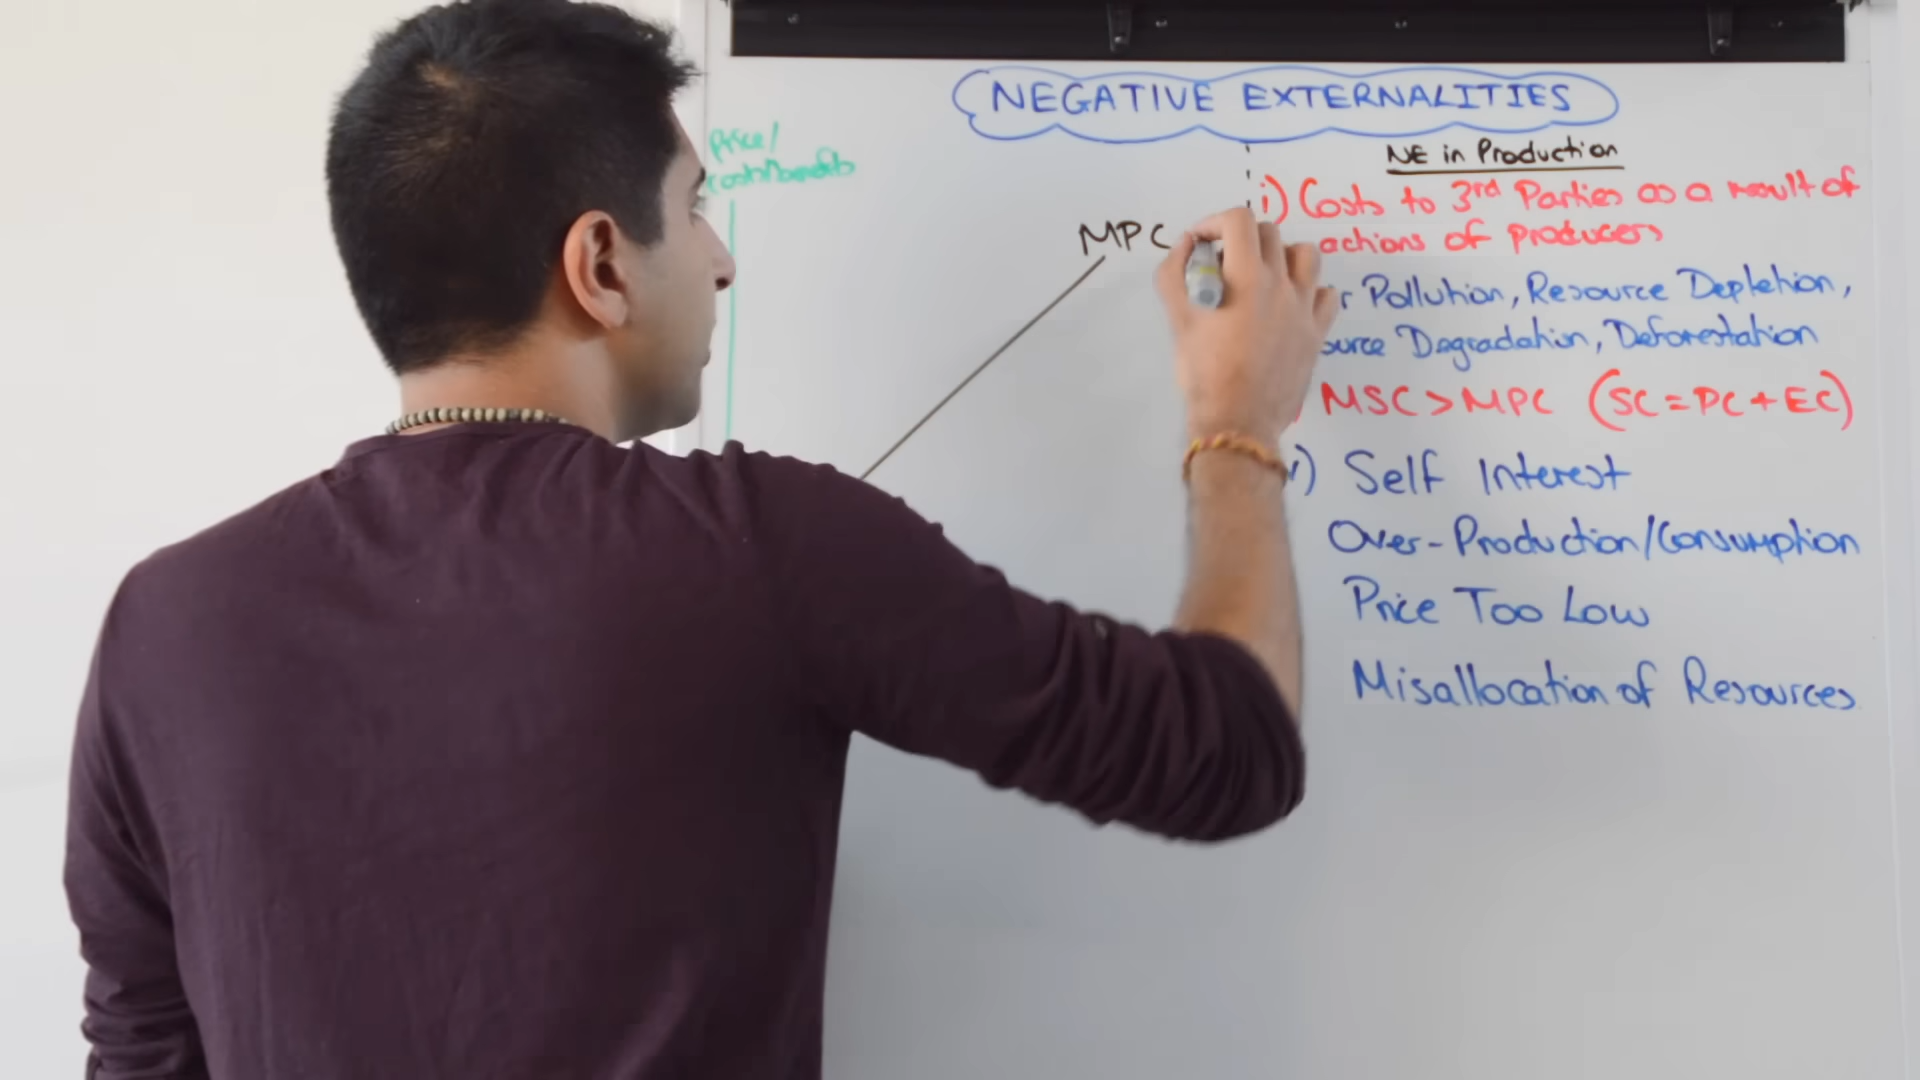 NEGATIVE EXTERNALITIES
Price/
Costs/Benefits
MPC
NE in Production
i) Costs to 3rd Parties as a result of
actions of producers
Pollution, Resource Depletion,
Degradation, Deforestation
MSC > MPC (SC = PC + EC)
Self Interest
Over-Production/Consumption
Price Too Low
Misallocation of Resources